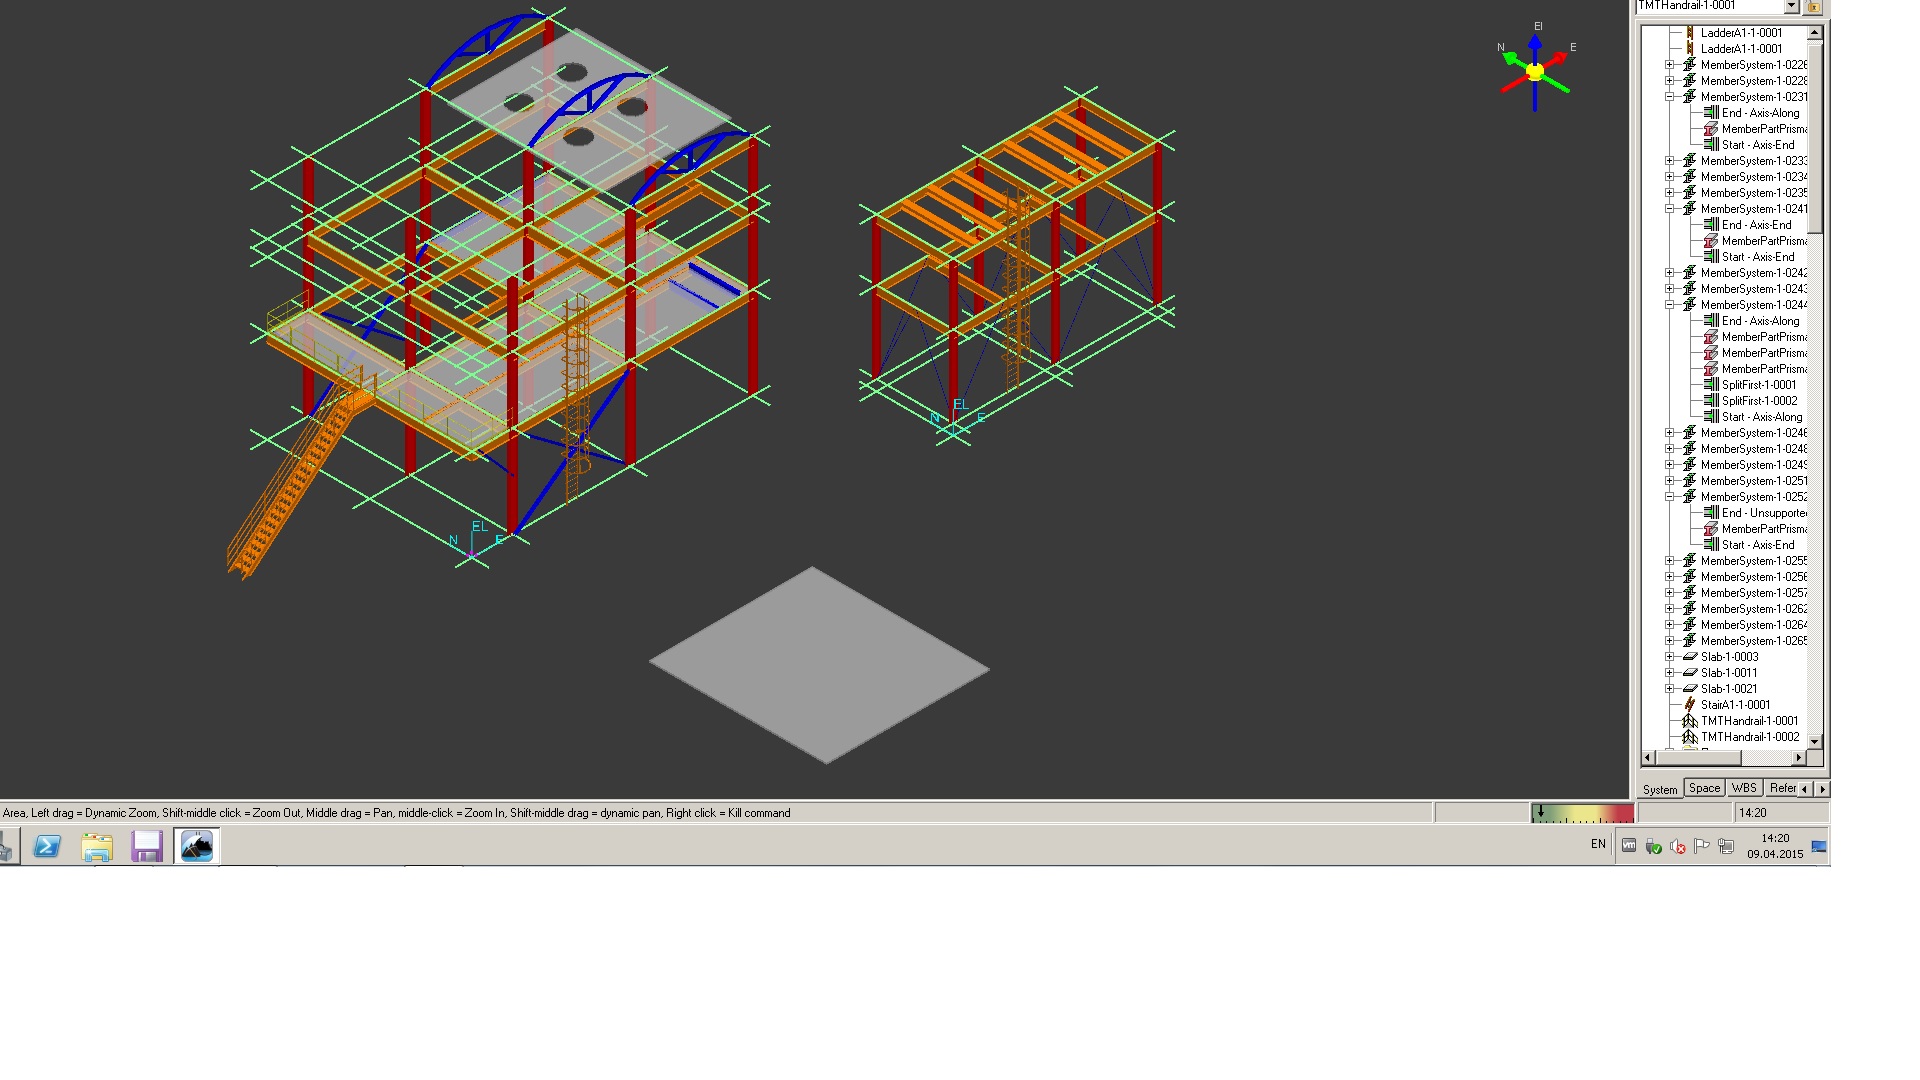 TMTHandrail-1-0001
El
N
E
EL
N
E
EL
N
E
LadderA1-1-0001
LadderA1-1-0001
MemberSystem-1-0226
MemberSystem-1-0228
MemberSystem-1-0231
End - Axis-Along
MemberPartPrisma
Start - Axis-End
MemberSystem-1-0233
MemberSystem-1-0234
MemberSystem-1-0235
MemberSystem-1-0241
End - Axis-End
MemberPartPrisma
Start - Axis-End
MemberSystem-1-0242
MemberSystem-1-0243
MemberSystem-1-0244
End - Axis-Along
MemberPartPrisma
MemberPartPrisma
MemberPartPrisma
SplitFirst-1-0001
SplitFirst-1-0002
Start - Axis-Along
MemberSystem-1-0246
MemberSystem-1-0248
MemberSystem-1-0249
MemberSystem-1-0251
MemberSystem-1-0252
End - Unsupporte
MemberPartPrisma
Start - Axis-End
MemberSystem-1-0255
MemberSystem-1-0256
MemberSystem-1-0257
MemberSystem-1-0262
MemberSystem-1-0264
MemberSystem-1-0265
Slab-1-0003
Slab-1-0011
Slab-1-0021
StairA1-1-0001
TMTHandrail-1-0001
TMTHandrail-1-0002
System Space WBS Refer
Area, Left drag = Dynamic Zoom, Shift-middle click = Zoom Out, Middle drag = Pan, middle-click = Zoom In, Shift-middle drag = dynamic pan, Right click = Kill command
14:20
EN
vm
14:20
09.04.2015